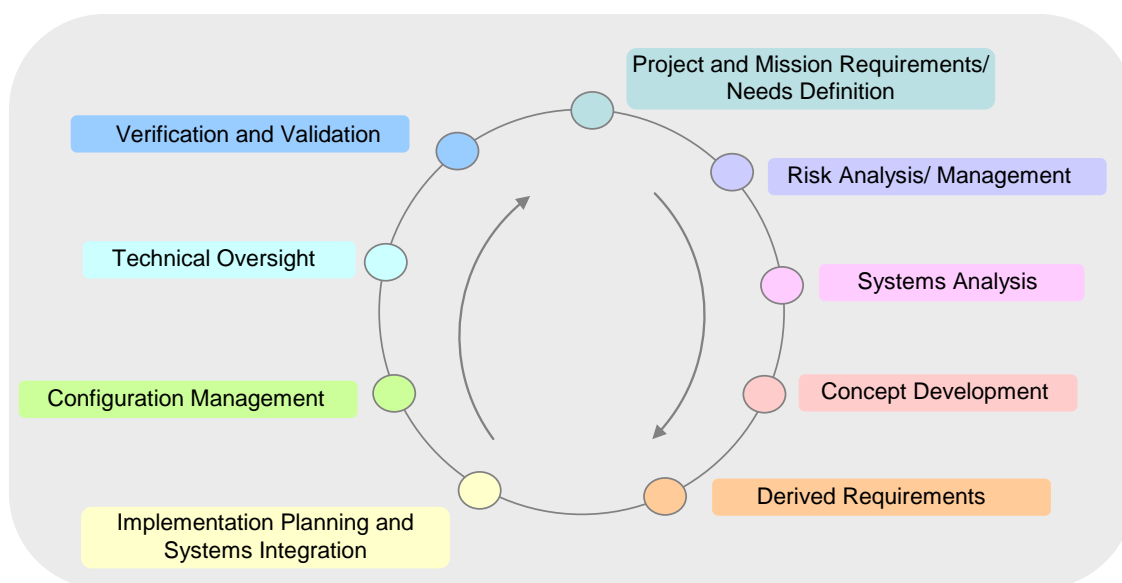 Project and Mission Requirements/
Needs Definition
Verification and Validation
Risk Analysis/ Management
Technical Oversight
Systems Analysis
Configuration Management
Concept Development
Derived Requirements
Implementation Planning and
Systems Integration